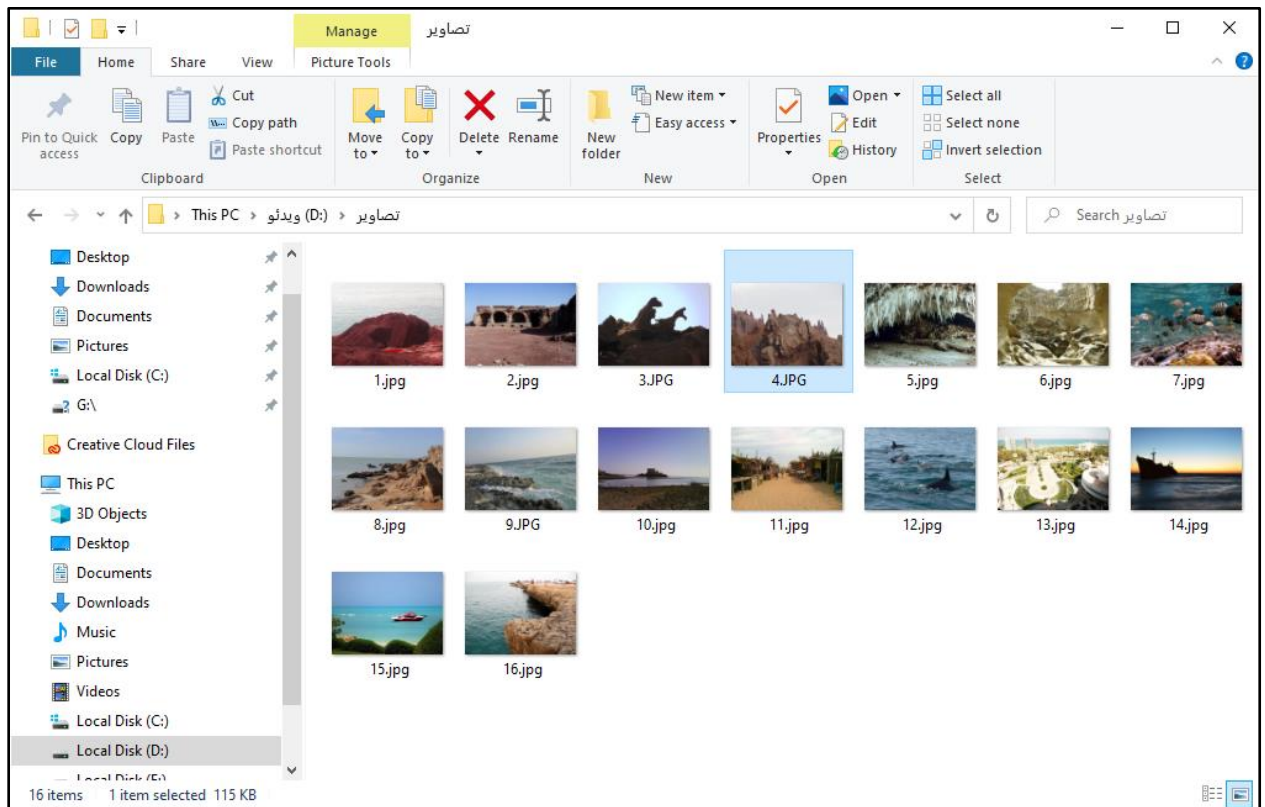 Manage
تصاویر
File
Home
Share
View
Picture Tools
Pin to Quick access
Copy
Paste
Cut
Copy path
Paste shortcut
Clipboard
Move to
Copy to
Delete
Rename
Organize
New folder
New item
Easy access
New
Properties
Open
Edit
History
Open
Select all
Select none
Invert selection
Select
This PC › ویدئو (D:) › تصاویر
Search تصاویر
Desktop
Downloads
Documents
Pictures
Local Disk (C:)
G:\
Creative Cloud Files
This PC
3D Objects
Desktop
Documents
Downloads
Music
Pictures
Videos
Local Disk (C:)
Local Disk (D:)
1.jpg
2.jpg
3.JPG
4.JPG
5.jpg
6.jpg
7.jpg
8.jpg
9.JPG
10.jpg
11.jpg
12.jpg
13.jpg
14.jpg
15.jpg
16.jpg
16 items
1 item selected 115 KB